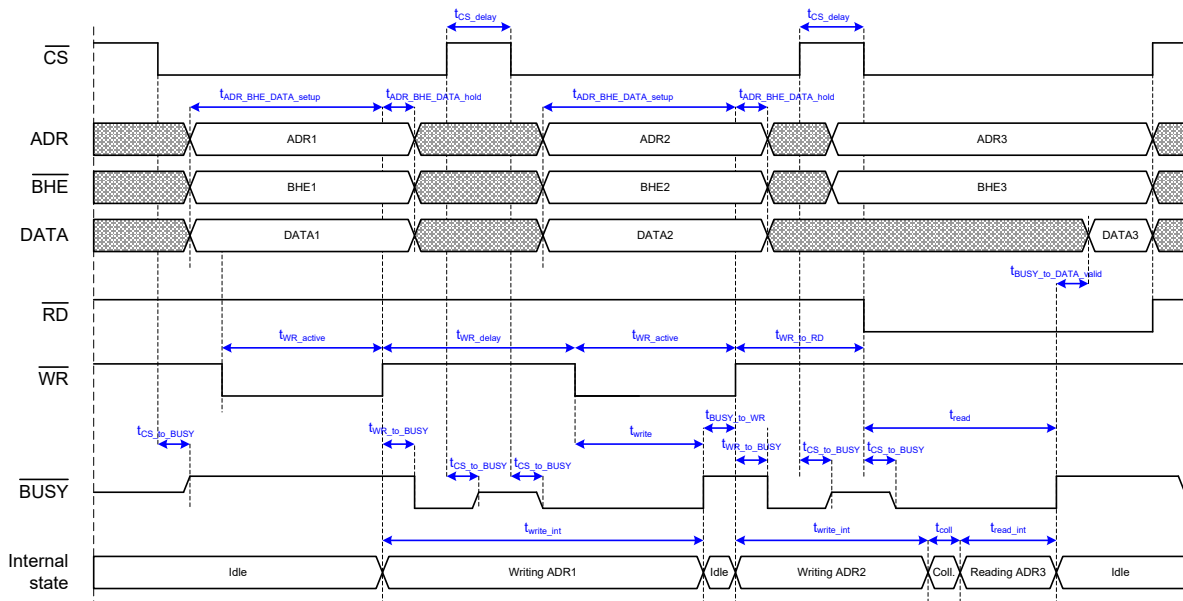 tCS_delay tCS_delay
CS
tADR_BHE_DATA_setup tADR_BHE_DATA_hold tADR_BHE_DATA_setup tADR_BHE_DATA_hold
ADR ADR1 ADR2 ADR3
BHE BHE1 BHE2 BHE3
DATA DATA1 DATA2 DATA3
tBUSY_to_DATA_valid
RD
tWR_active tWR_delay tWR_active tWR_to_RD
WR
tCS_to_BUSY tWR_to_BUSY twrite tBUSY_to_WR tread
tWR_to_BUSY
tCS_to_BUSY tCS_to_BUSY tCS_to_BUSY tCS_to_BUSY
BUSY
twrite_int twrite_int tcoll tread_int
Internal state Idle Writing ADR1 Idle Writing ADR2 Coll. Reading ADR3 Idle